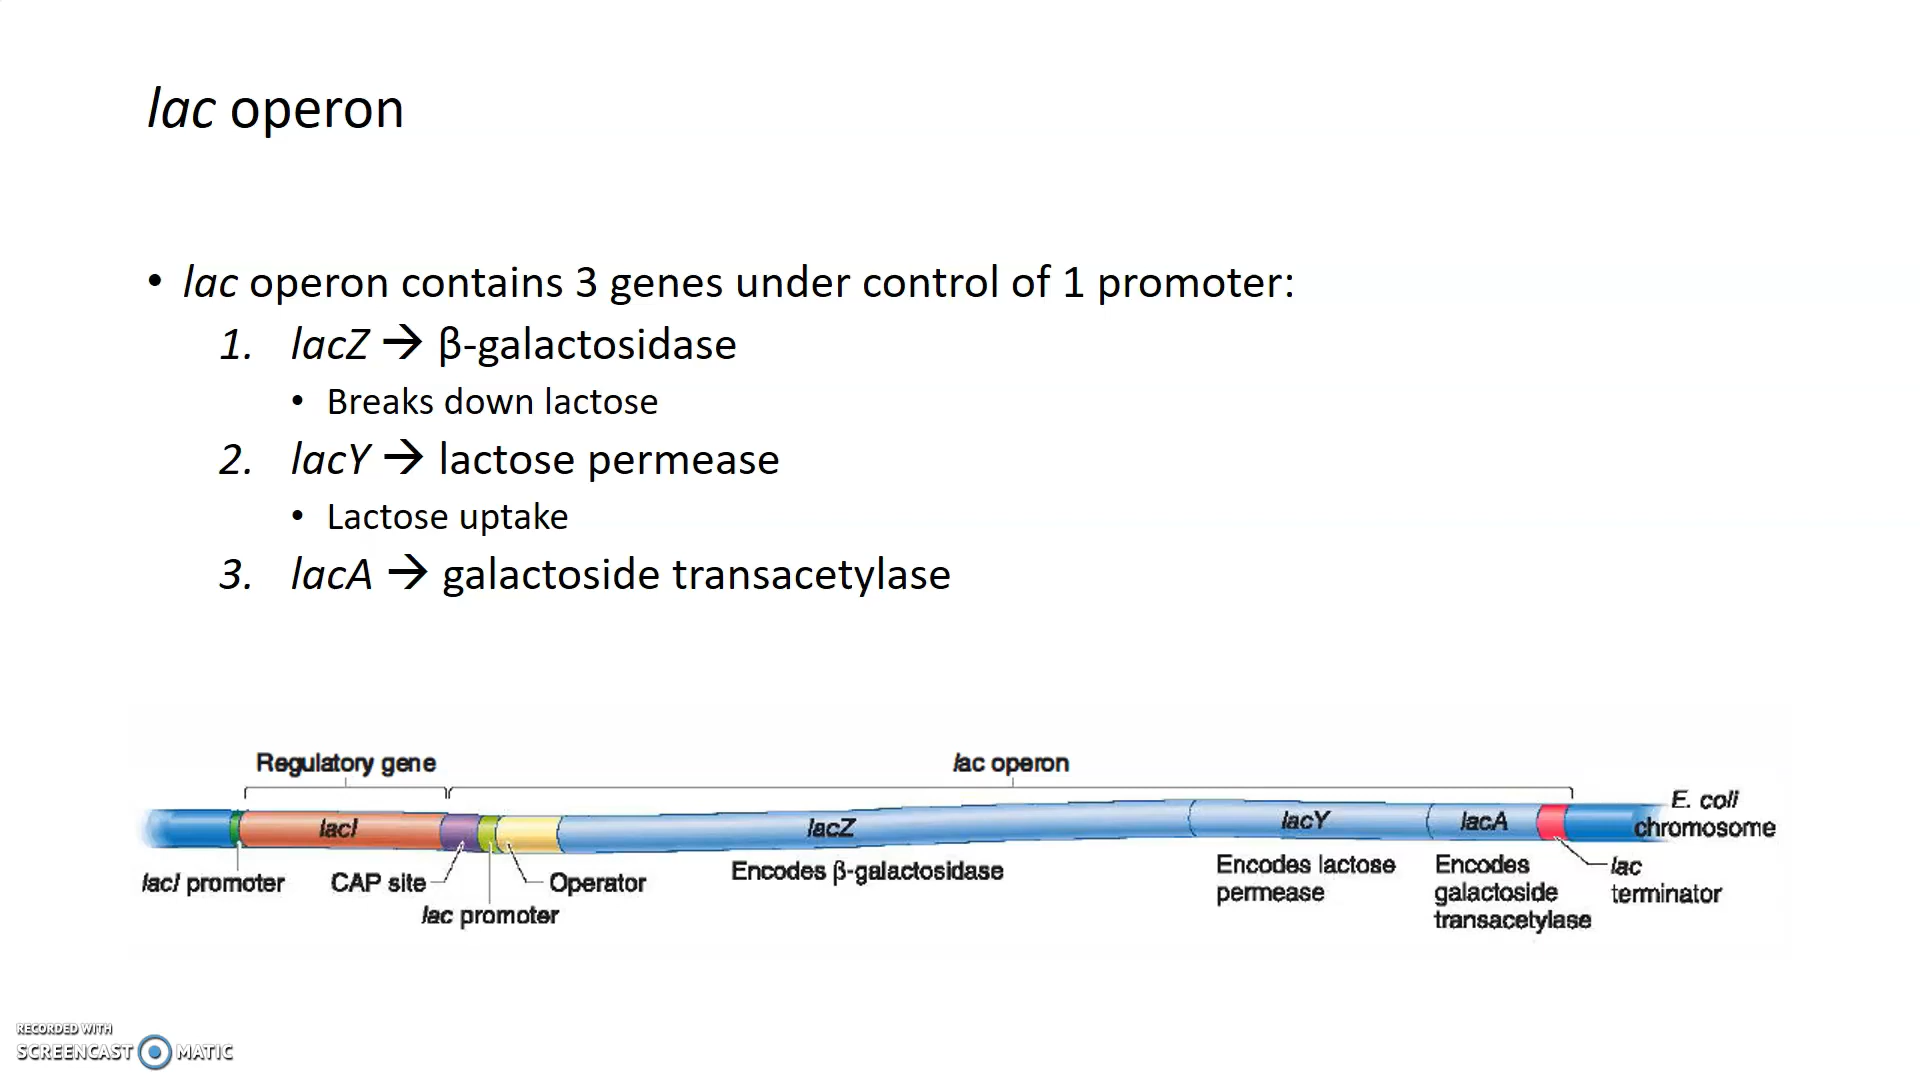 lac operon
• lac operon contains 3 genes under control of 1 promoter:
1. lacZ → β-galactosidase
• Breaks down lactose
2. lacY → lactose permease
• Lactose uptake
3. lacA → galactoside transacetylase
Regulatory gene
lac operon
lacI
lacZ
lacY
lacA
E. coli
chromosome
lacI promoter
CAP site
lac promoter
Operator
Encodes β-galactosidase
Encodes lactose
permease
Encodes
galactoside
transacetylase
lac
terminator
RECORDED WITH
SCREENCAST MATIC